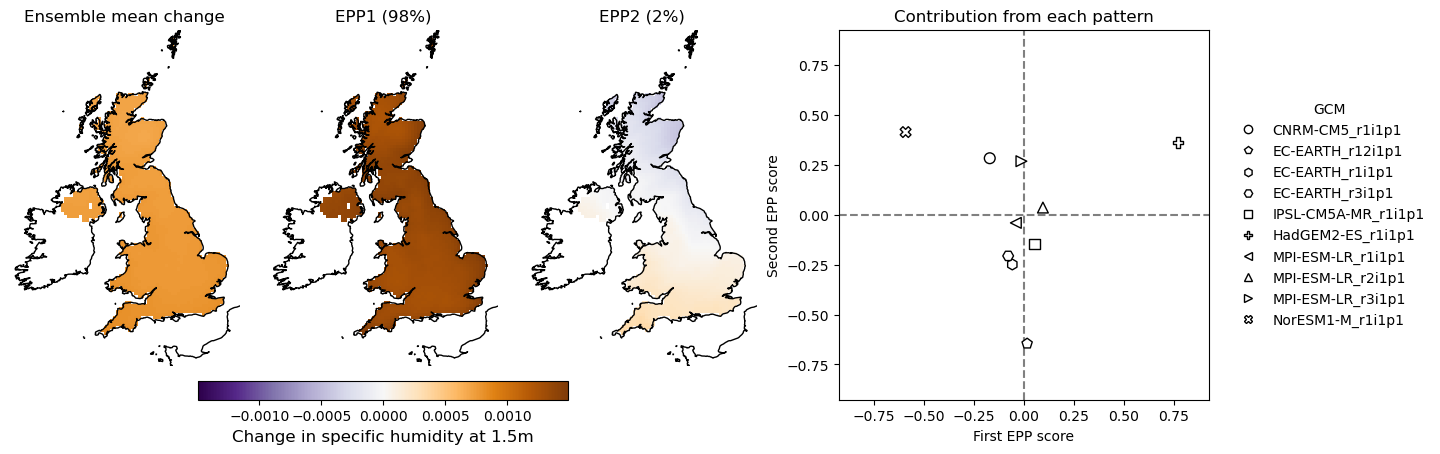 Ensemble mean change
EPP1 (98%)
EPP2 (2%)
−0.0010 −0.0005 0.0000 0.0005 0.0010
Change in specific humidity at 1.5m
Contribution from each pattern
Second EPP score
0.75
0.50
0.25
0.00
−0.25
−0.50
−0.75
−0.75 −0.50 −0.25 0.00 0.25 0.50 0.75
First EPP score
GCM
CNRM-CM5_r1i1p1
EC-EARTH_r12i1p1
EC-EARTH_r1i1p1
EC-EARTH_r3i1p1
IPSL-CM5A-MR_r1i1p1
HadGEM2-ES_r1i1p1
MPI-ESM-LR_r1i1p1
MPI-ESM-LR_r2i1p1
MPI-ESM-LR_r3i1p1
NorESM1-M_r1i1p1